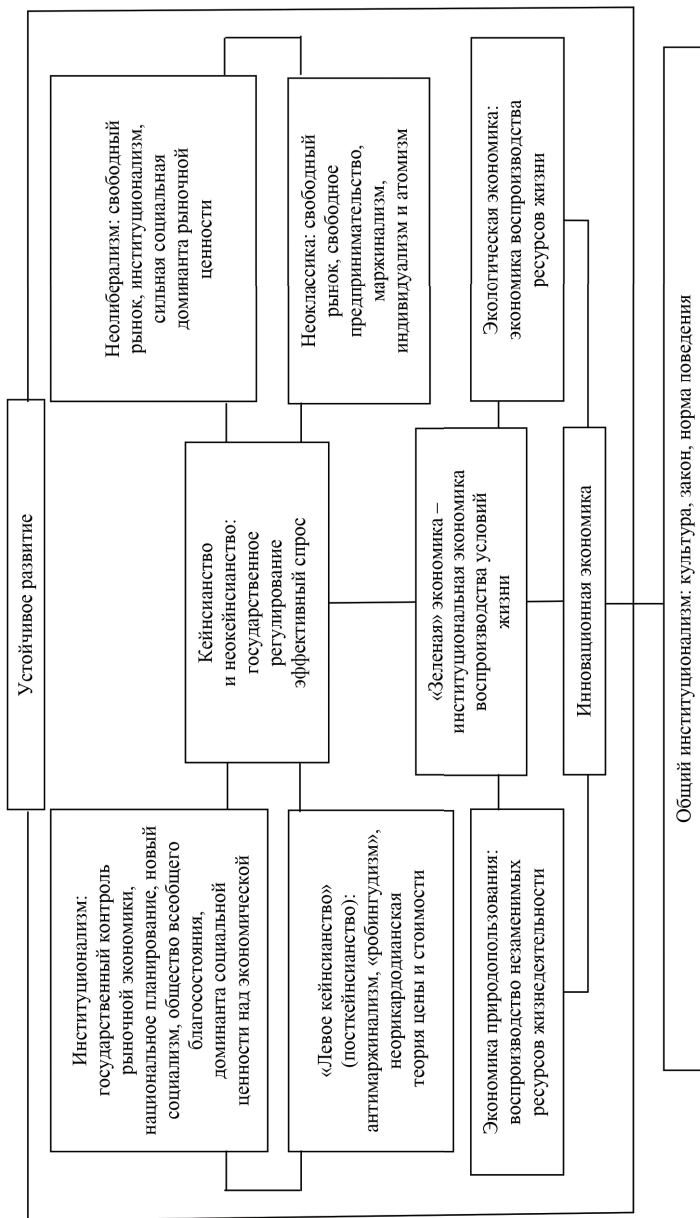 Устойчивое развитие
Институционализм:
государственный контроль
рыночной экономики,
национальное планирование, новый
социализм, общество всеобщего
благосостояния,
доминанта социальной
ценности над экономической
Неолиберализм: свободный
рынок, институционализм,
сильная социальная
доминанта рыночной
ценности
Кейнсианство
и неокейнсианство:
государственное
регулирование
эффективный спрос
«Левое кейнсианство»
(посткейнсианство):
антимаржинализм, «робингудизм»,
неорикардодианская
теория цены и стоимости
Неоклассика: свободный
рынок, свободное
предпринимательство,
маржинализм,
индивидуализм и атомизм
«Зеленая» экономика –
институциональная экономика
воспроизводства условий
жизни
Экономика природопользования:
воспроизводство незаменимых
ресурсов жизнедеятельности
Экологическая экономика:
экономика воспроизводства
ресурсов жизни
Инновационная экономика
Общий институционализм: культура, закон, норма поведения